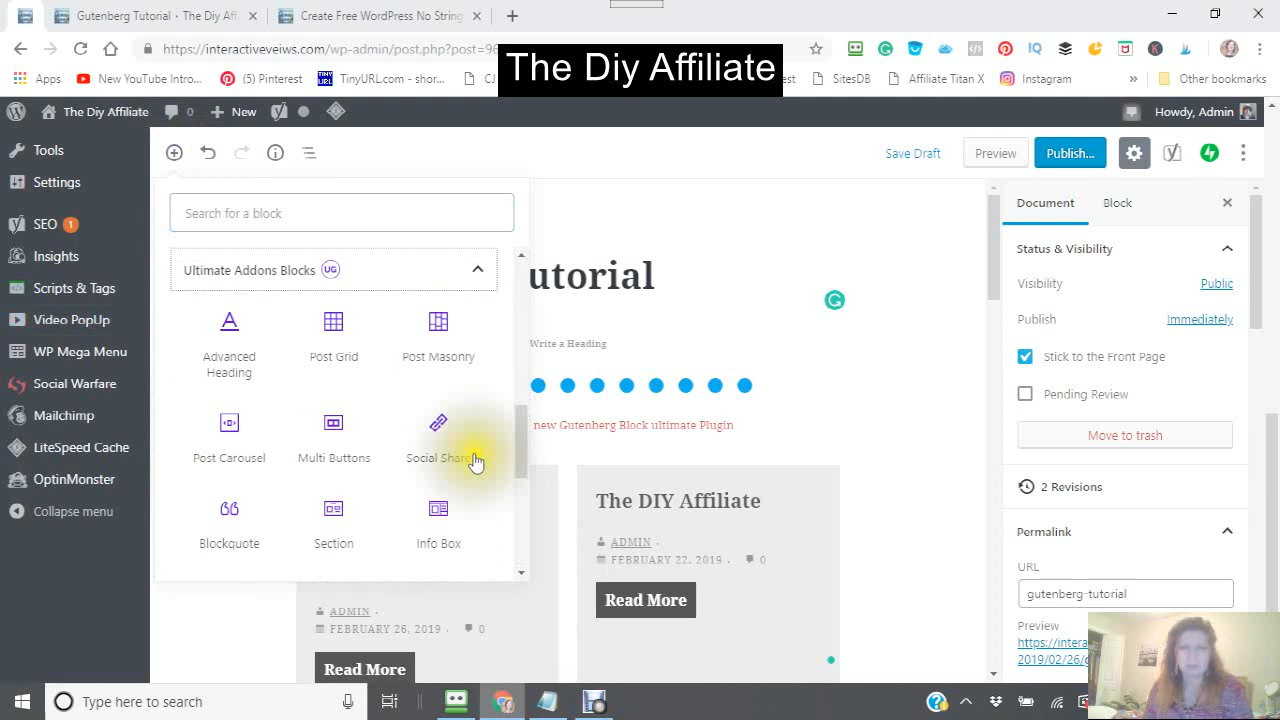 Gutenberg Tutorial - The Diy Affi
Create Free WordPress No String
https://interactiveiws.com/wp-admin/post.php?post=96
The Diy Affiliate
Apps
New YouTube Intro...
(5) Pinterest
TinyURL.com - shor...
CJ
SitesDB
Affiliate Titan X
Instagram
»
Other bookmarks
The DIY Affiliate
0
New
Howdy, Admin
Tools
Settings
SEO 1
Insights
Scripts & Tags
Video PopUp
WP Mega Menu
Social Warfare
Mailchimp
LiteSpeed Cache
OptinMonster
Collapse menu
Save Draft
Preview
Publish...
Search for a block
Ultimate Addons Blocks UG
Advanced Heading
Post Grid
Post Masonry
Post Carousel
Multi Buttons
Social Share
Blockquote
Section
Info Box
utorial
Write a Heading
new Gutenberg Block ultimate Plugin
The DIY Affiliate
ADMIN -
FEBRUARY 22, 2019 . 0
Read More
ADMIN -
FEBRUARY 26, 2019 . 0
Read More
Document
Block
Status & Visibility
Visibility
Public
Publish
Immediately
Stick to the Front Page
Pending Review
Move to trash
2 Revisions
Permalink
URL
gutenberg-tutorial
Preview
https://intera
2019/02/26/g
Type here to search